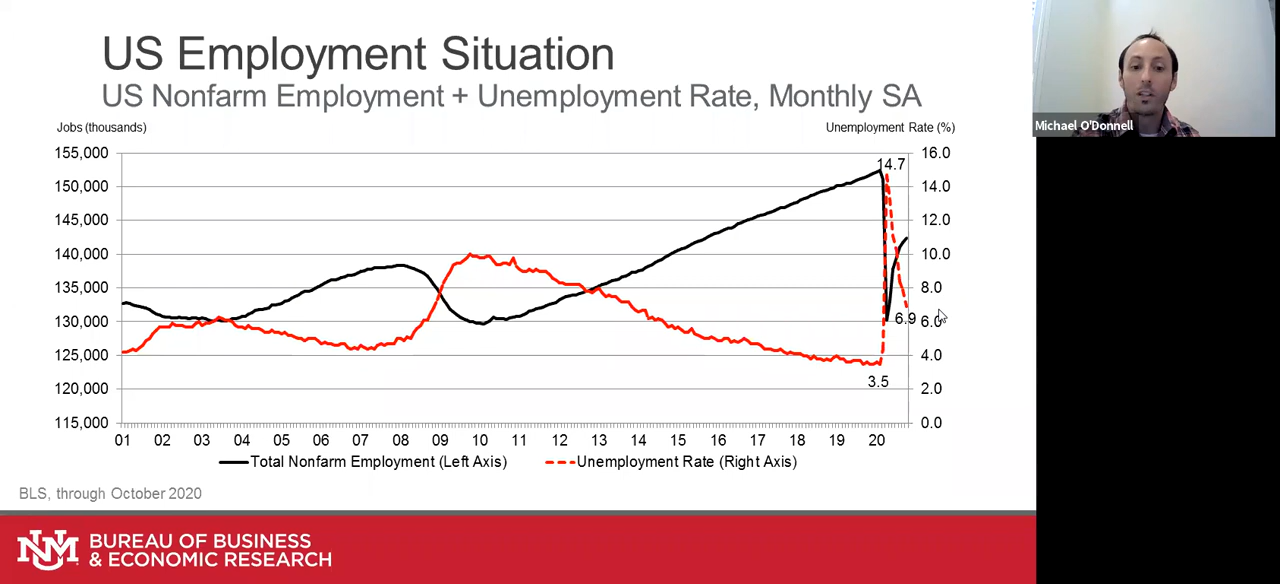 US Employment Situation
US Nonfarm Employment + Unemployment Rate, Monthly SA
Jobs (thousands)
Unemployment Rate (%)
155,000
150,000
145,000
140,000
135,000
130,000
125,000
120,000
115,000
16.0
14.0
12.0
10.0
8.0
6.0
4.0
2.0
0.0
14.7
6.9
3.5
01 02 03 04 05 06 07 08 09 10 11 12 13 14 15 16 17 18 19 20
Total Nonfarm Employment (Left Axis)
Unemployment Rate (Right Axis)
BLS, through October 2020
UNM
BUREAU OF BUSINESS
& ECONOMIC RESEARCH
Michael O'Donnell